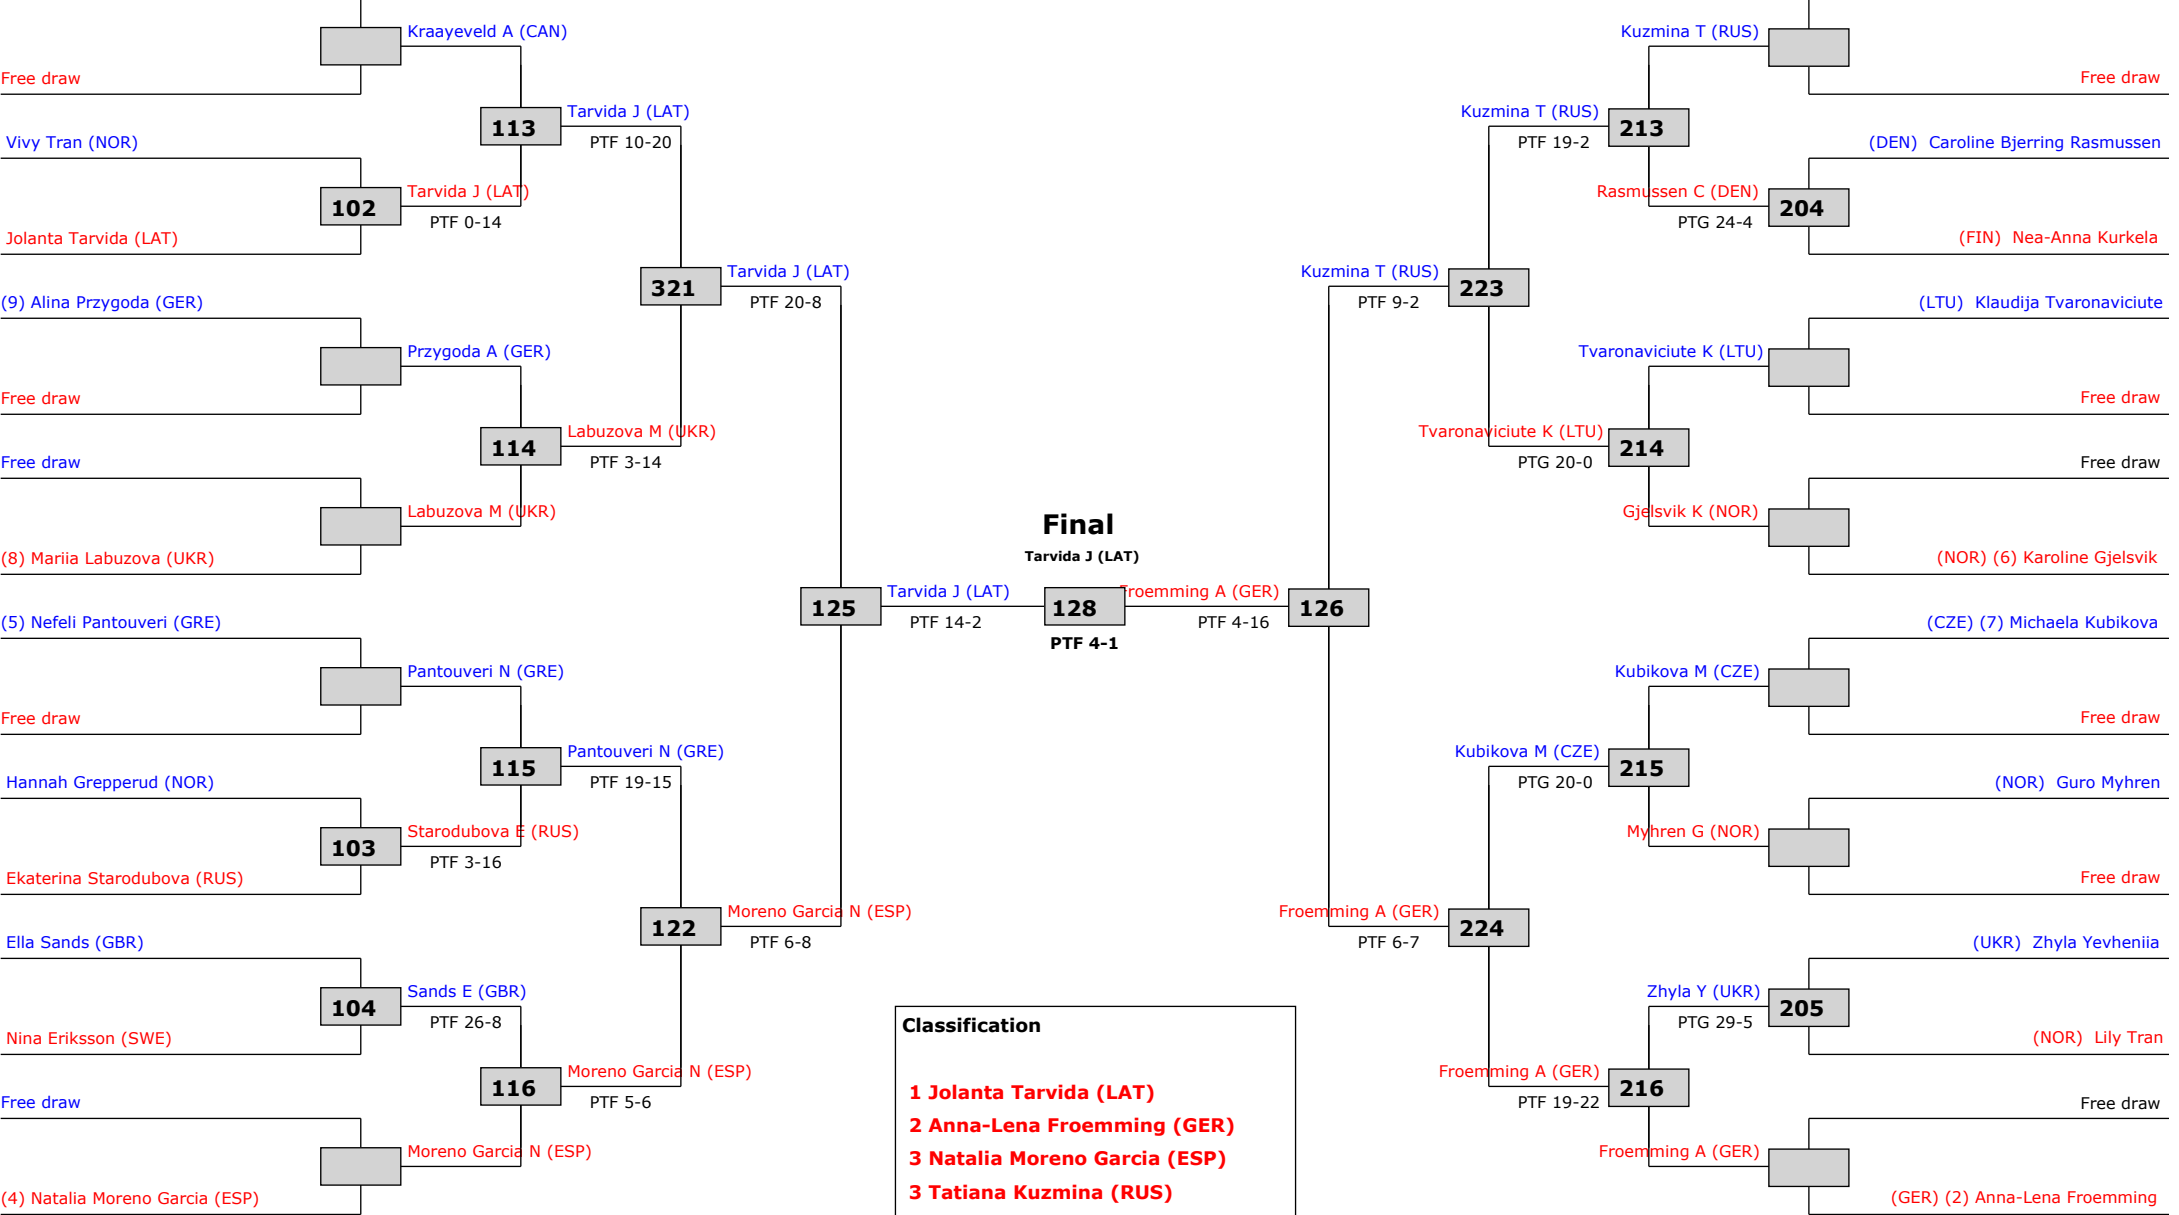 Kraayeveld A (CAN)
Kuzmina T (RUS)
Free draw
Free draw
Tarvida J (LAT)
Kuzmina T (RUS)
113
213
PTF 10-20
PTF 19-2
Vivy Tran (NOR)
(DEN) Caroline Bjerring Rasmussen
Tarvida J (LAT)
Rasmussen C (DEN)
102
204
PTF 0-14
PTG 24-4
Jolanta Tarvida (LAT)
(FIN) Nea-Anna Kurkela
Tarvida J (LAT)
Kuzmina T (RUS)
321
223
PTF 20-8
PTF 9-2
(9) Alina Przygoda (GER)
(LTU) Klaudija Tvaronaviciute
Przygoda A (GER)
Tvaronaviciute K (LTU)
Free draw
Free draw
Labuzova M (UKR)
Tvaronaviciute K (LTU)
114
214
PTF 3-14
PTG 20-0
Free draw
Free draw
Labuzova M (UKR)
Gjelsvik K (NOR)
Final
Tarvida J (LAT)
(8) Mariia Labuzova (UKR)
(NOR) (6) Karoline Gjelsvik
Tarvida J (LAT)
Froemming A (GER)
125
128
126
PTF 14-2
PTF 4-16
PTF 4-1
(5) Nefeli Pantouveri (GRE)
(CZE) (7) Michaela Kubikova
Pantouveri N (GRE)
Kubikova M (CZE)
Free draw
Free draw
Pantouveri N (GRE)
Kubikova M (CZE)
115
215
PTF 19-15
PTG 20-0
Hannah Grepperud (NOR)
(NOR) Guro Myhren
Starodubova E (RUS)
Myhren G (NOR)
103
PTF 3-16
Ekaterina Starodubova (RUS)
Free draw
Moreno Garcia N (ESP)
Froemming A (GER)
122
224
PTF 6-8
PTF 6-7
Ella Sands (GBR)
(UKR) Zhyla Yevheniia
Sands E (GBR)
Zhyla Y (UKR)
104
205
PTF 26-8
PTG 29-5
Nina Eriksson (SWE)
(NOR) Lily Tran
Moreno Garcia N (ESP)
Froemming A (GER)
116
216
PTF 5-6
PTF 19-22
Free draw
Free draw
Moreno Garcia N (ESP)
Froemming A (GER)
(4) Natalia Moreno Garcia (ESP)
(GER) (2) Anna-Lena Froemming
Classification
1 Jolanta Tarvida (LAT)
2 Anna-Lena Froemming (GER)
3 Natalia Moreno Garcia (ESP)
3 Tatiana Kuzmina (RUS)